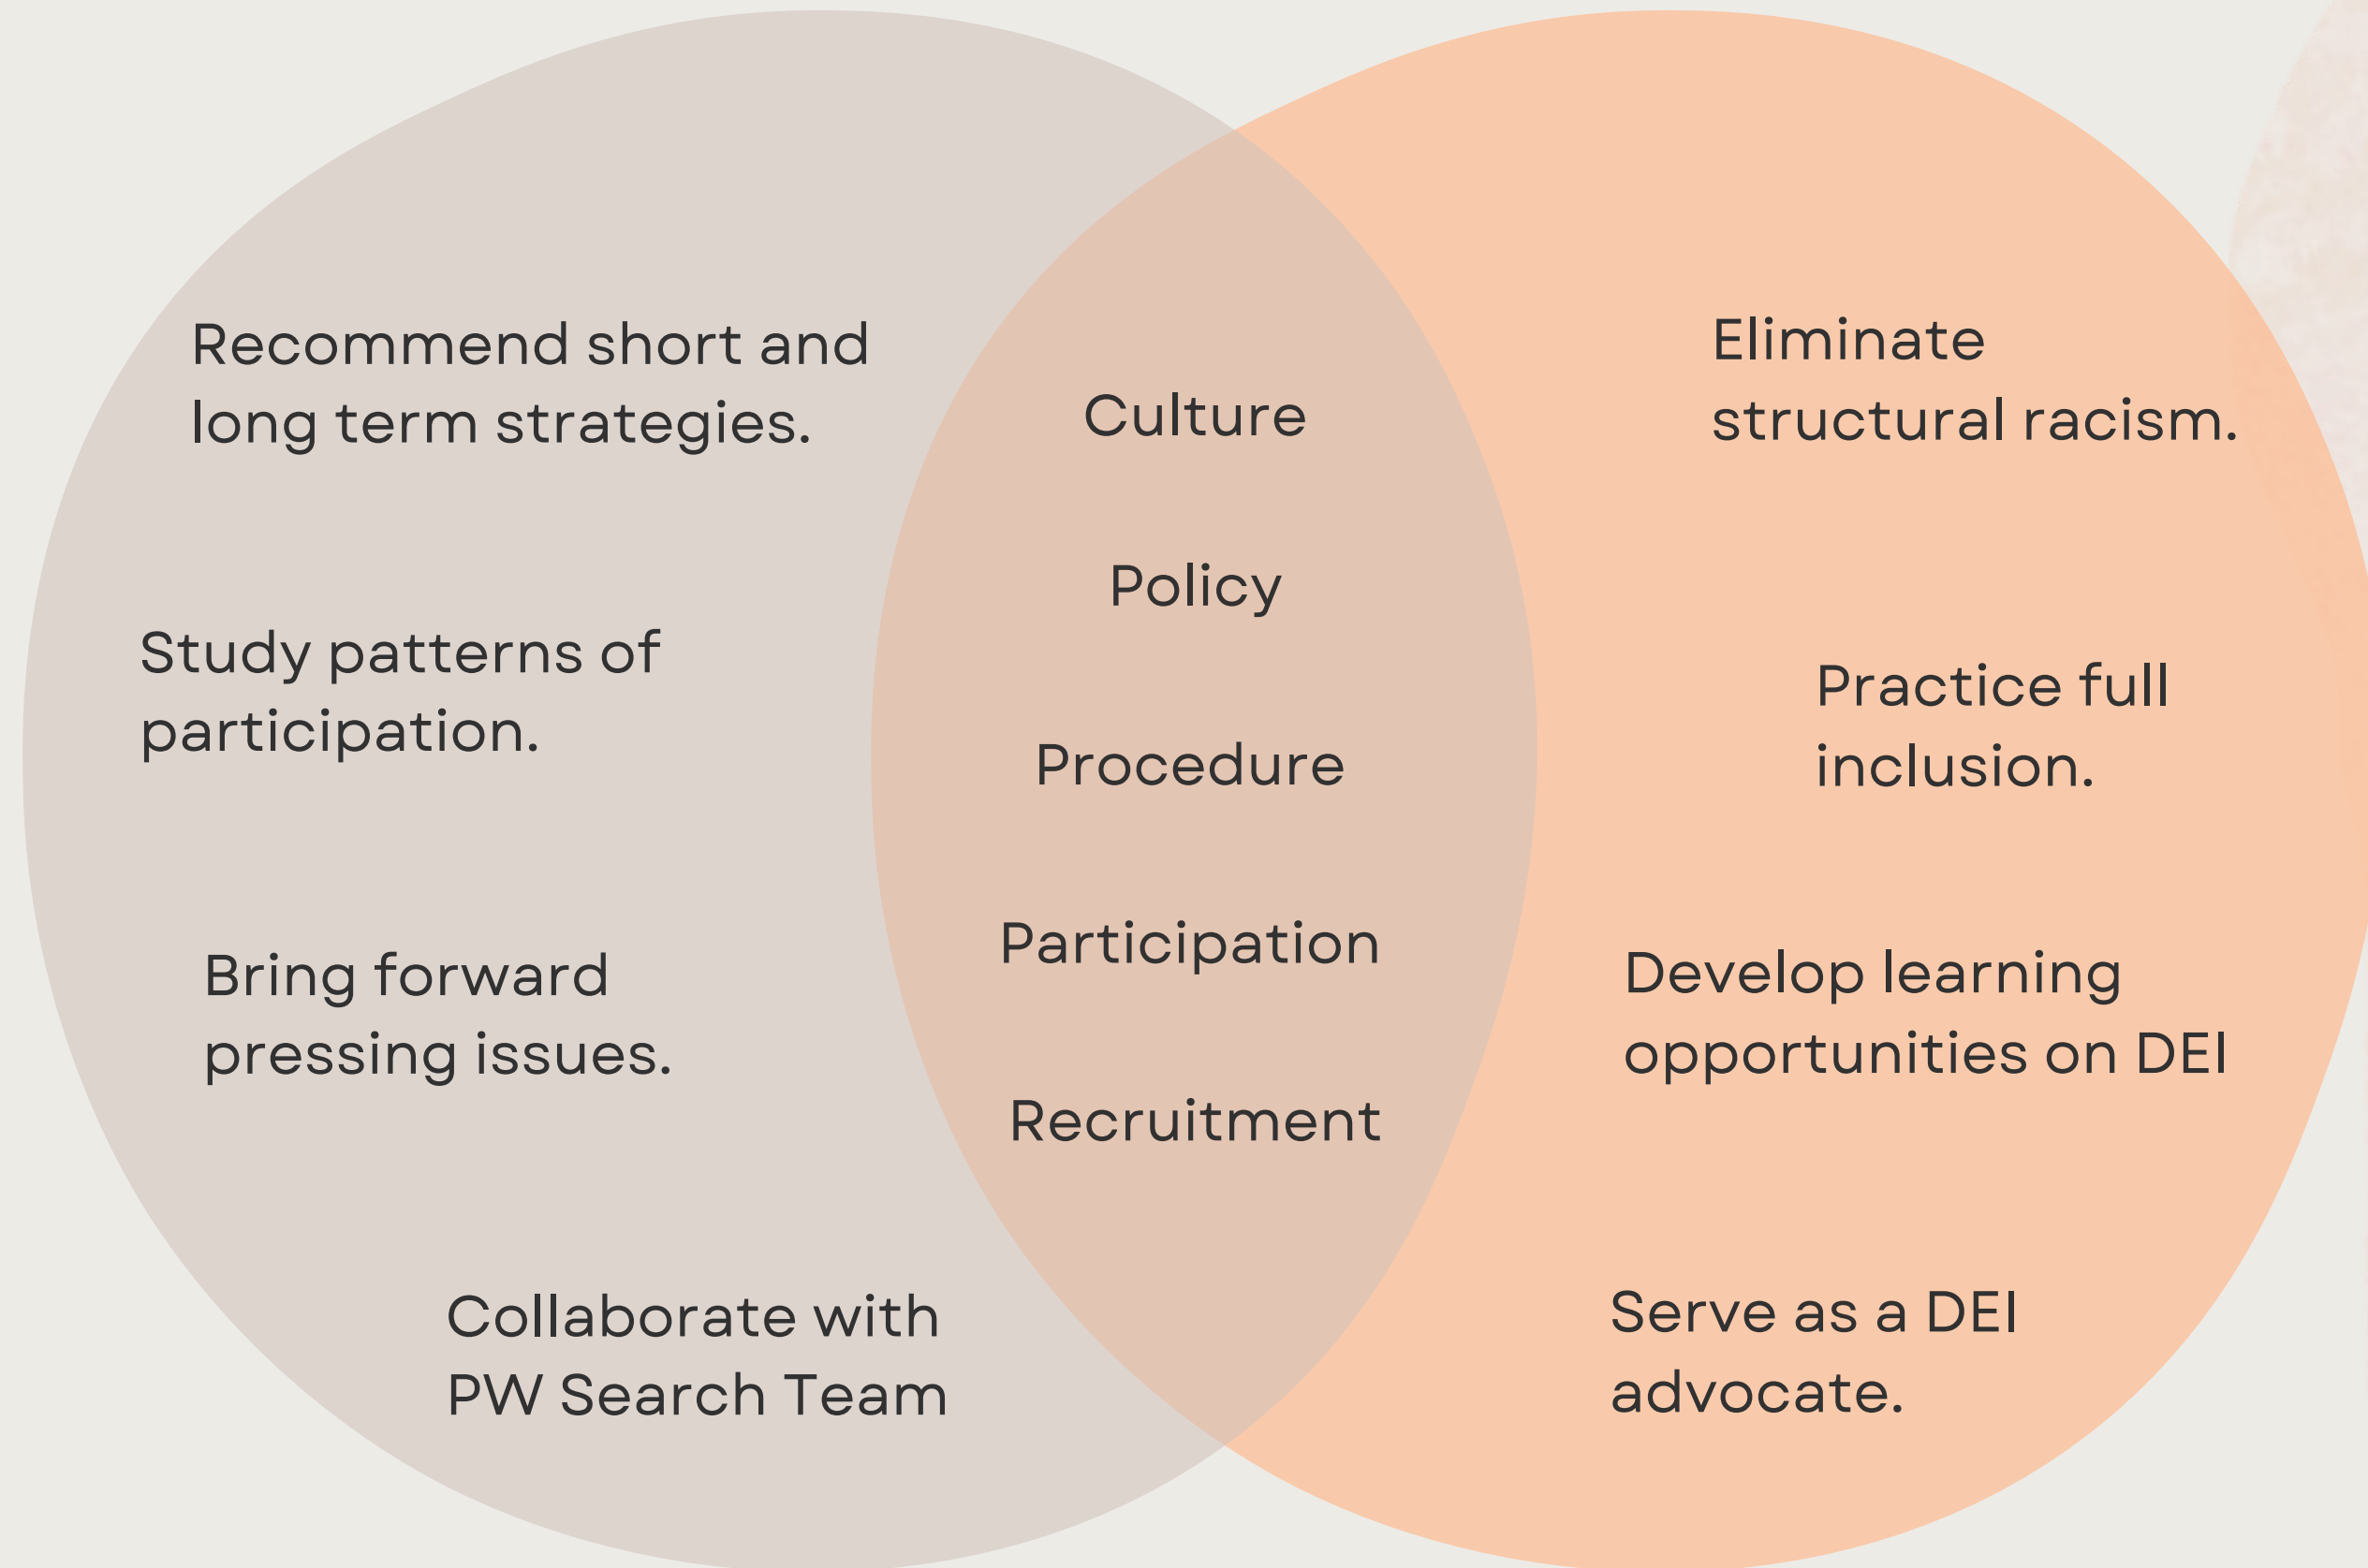 Recommend short and
long term strategies.
Study patterns of
participation.
Bring forward
pressing issues.
Collaborate with
PW Search Team
Culture
Policy
Procedure
Participation
Recruitment
Eliminate
structural racism.
Practice full
inclusion.
Develop learning
opportunities on DEI
Serve as a DEI
advocate.